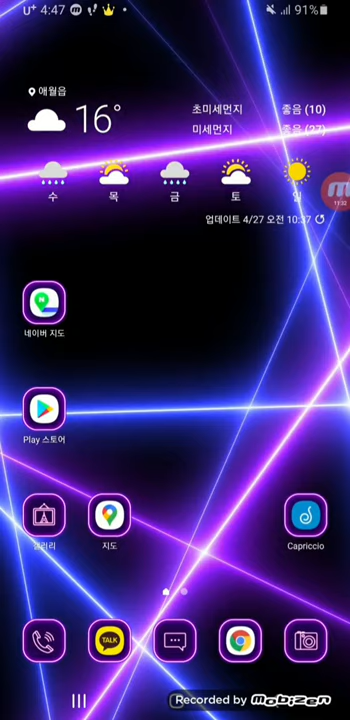 U+ 4:47
91%
애월읍
16°
초미세먼지 좋음 (10)
미세먼지 좋음 (27)
수 목 금 토 일
업데이트 4/27 오전 10:37
11:32
네이버 지도
Play 스토어
갤러리 지도 Capriccio
TALK
Recorded by mobizen